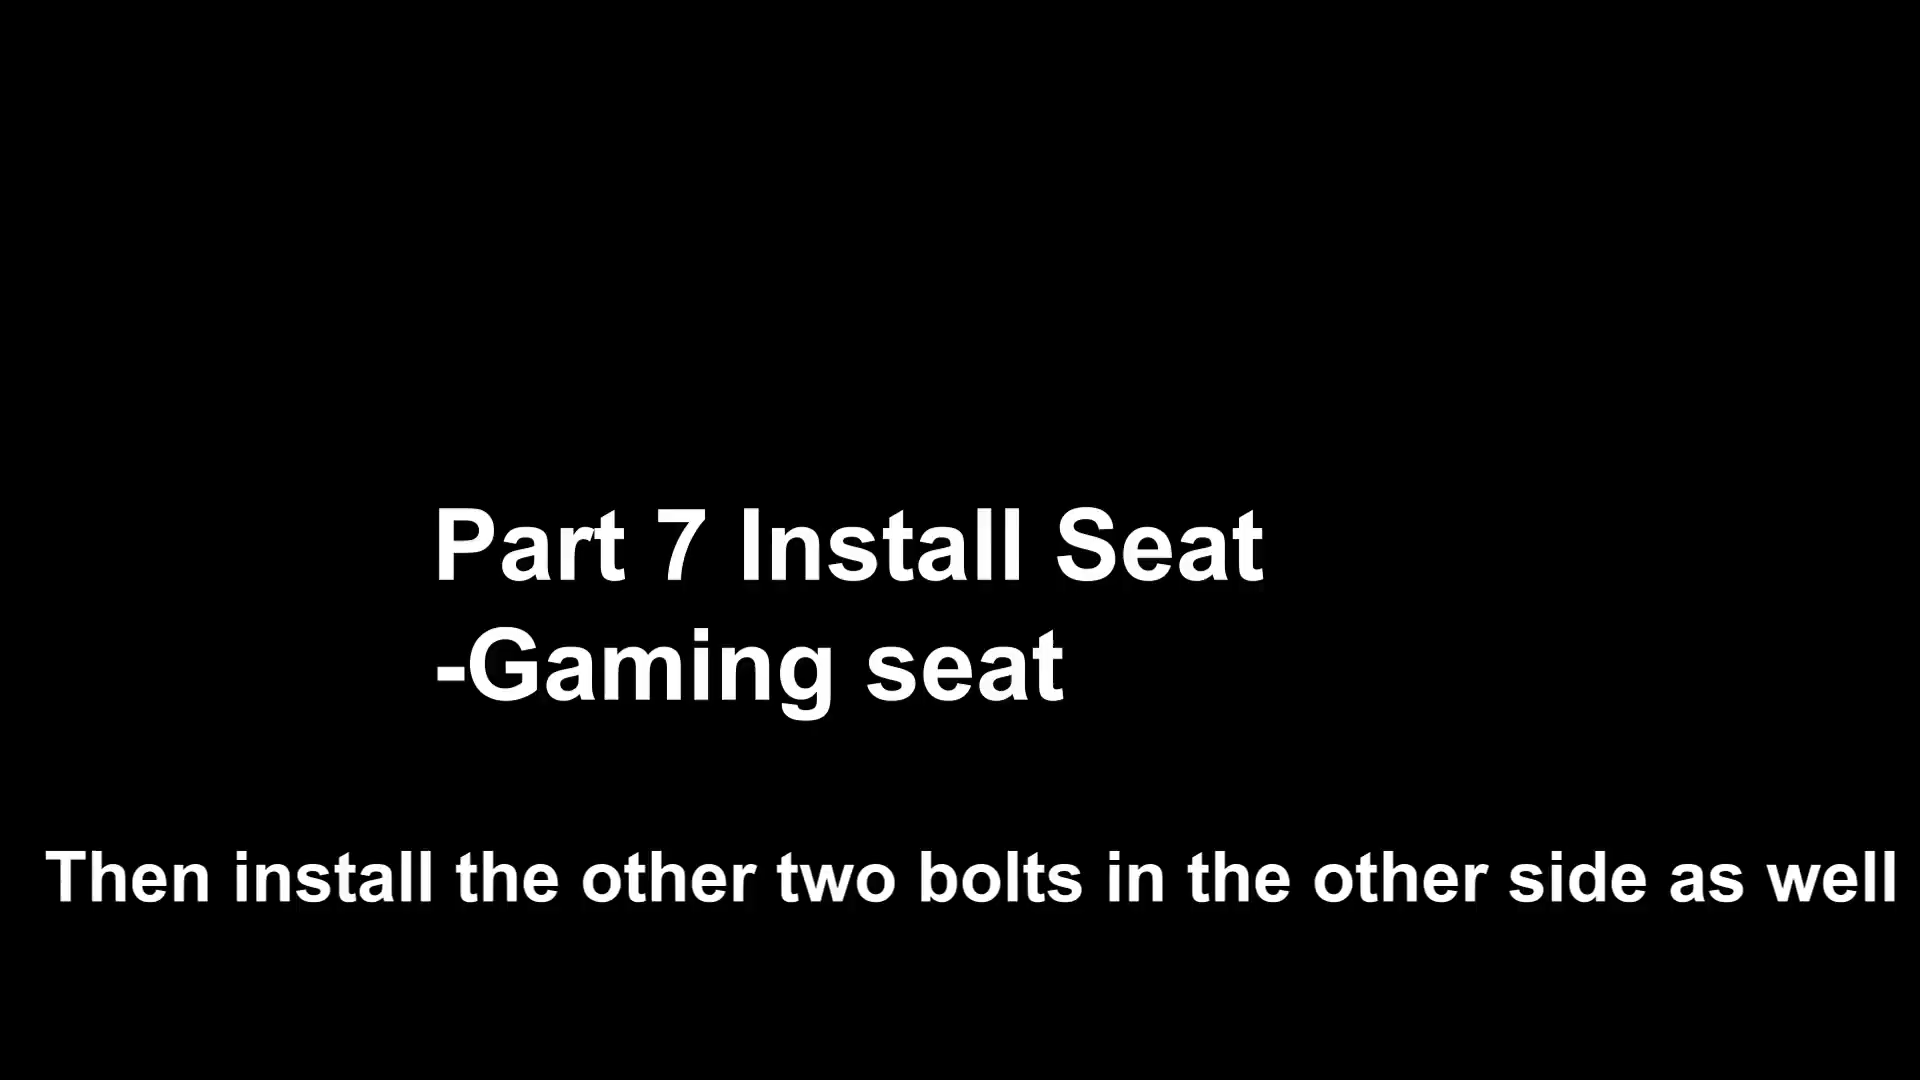 Part 7 Install Seat
-Gaming seat
Then install the other two bolts in the other side as well